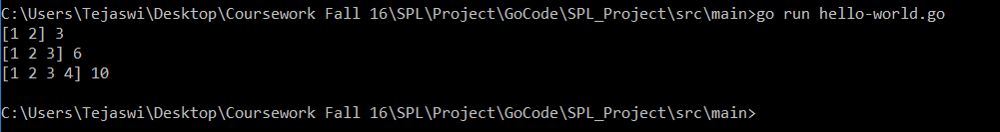 C:\Users\Tejaswi\Desktop\Coursework Fall 16\SPL\Project\GoCode\SPL_Project\src\main>go run hello-world.go
[1 2] 3
[1 2 3] 6
[1 2 3 4] 10
C:\Users\Tejaswi\Desktop\Coursework Fall 16\SPL\Project\GoCode\SPL_Project\src\main>